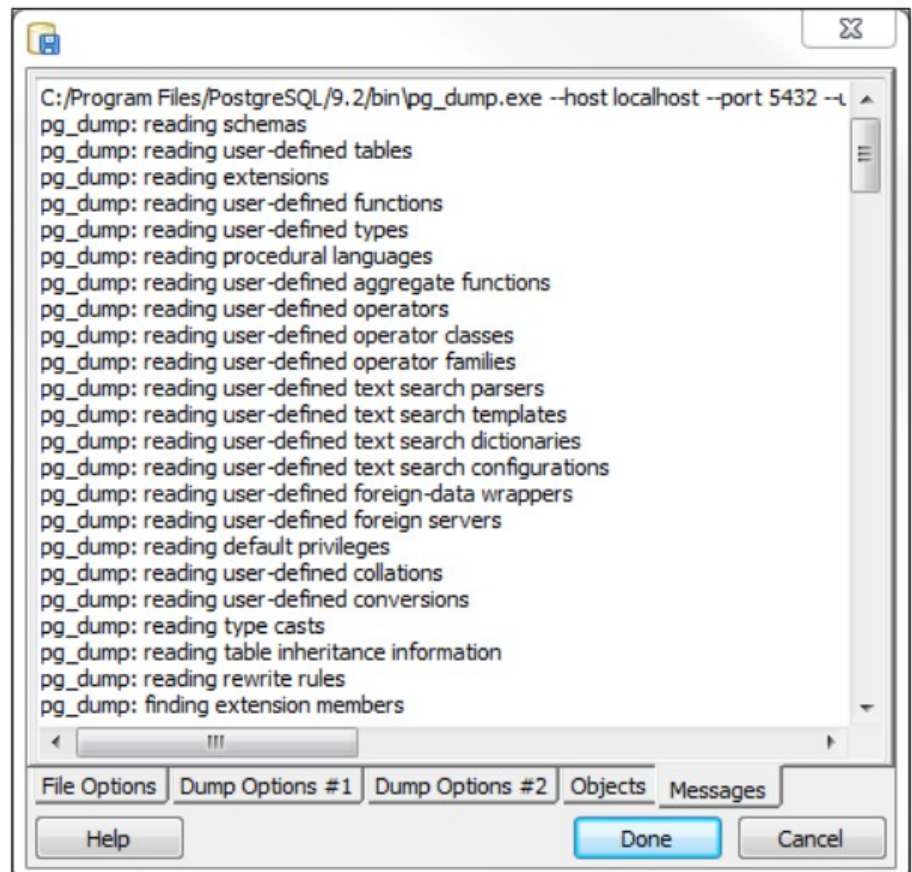 C:/Program Files/PostgreSQL/9.2/bin\pg_dump.exe --host localhost --port 5432 --u
pg_dump: reading schemas
pg_dump: reading user-defined tables
pg_dump: reading extensions
pg_dump: reading user-defined functions
pg_dump: reading user-defined types
pg_dump: reading procedural languages
pg_dump: reading user-defined aggregate functions
pg_dump: reading user-defined operators
pg_dump: reading user-defined operator classes
pg_dump: reading user-defined operator families
pg_dump: reading user-defined text search parsers
pg_dump: reading user-defined text search templates
pg_dump: reading user-defined text search dictionaries
pg_dump: reading user-defined text search configurations
pg_dump: reading user-defined foreign-data wrappers
pg_dump: reading user-defined foreign servers
pg_dump: reading default privileges
pg_dump: reading user-defined collations
pg_dump: reading user-defined conversions
pg_dump: reading type casts
pg_dump: reading table inheritance information
pg_dump: reading rewrite rules
pg_dump: finding extension members
File Options Dump Options #1 Dump Options #2 Objects Messages
Help Done Cancel